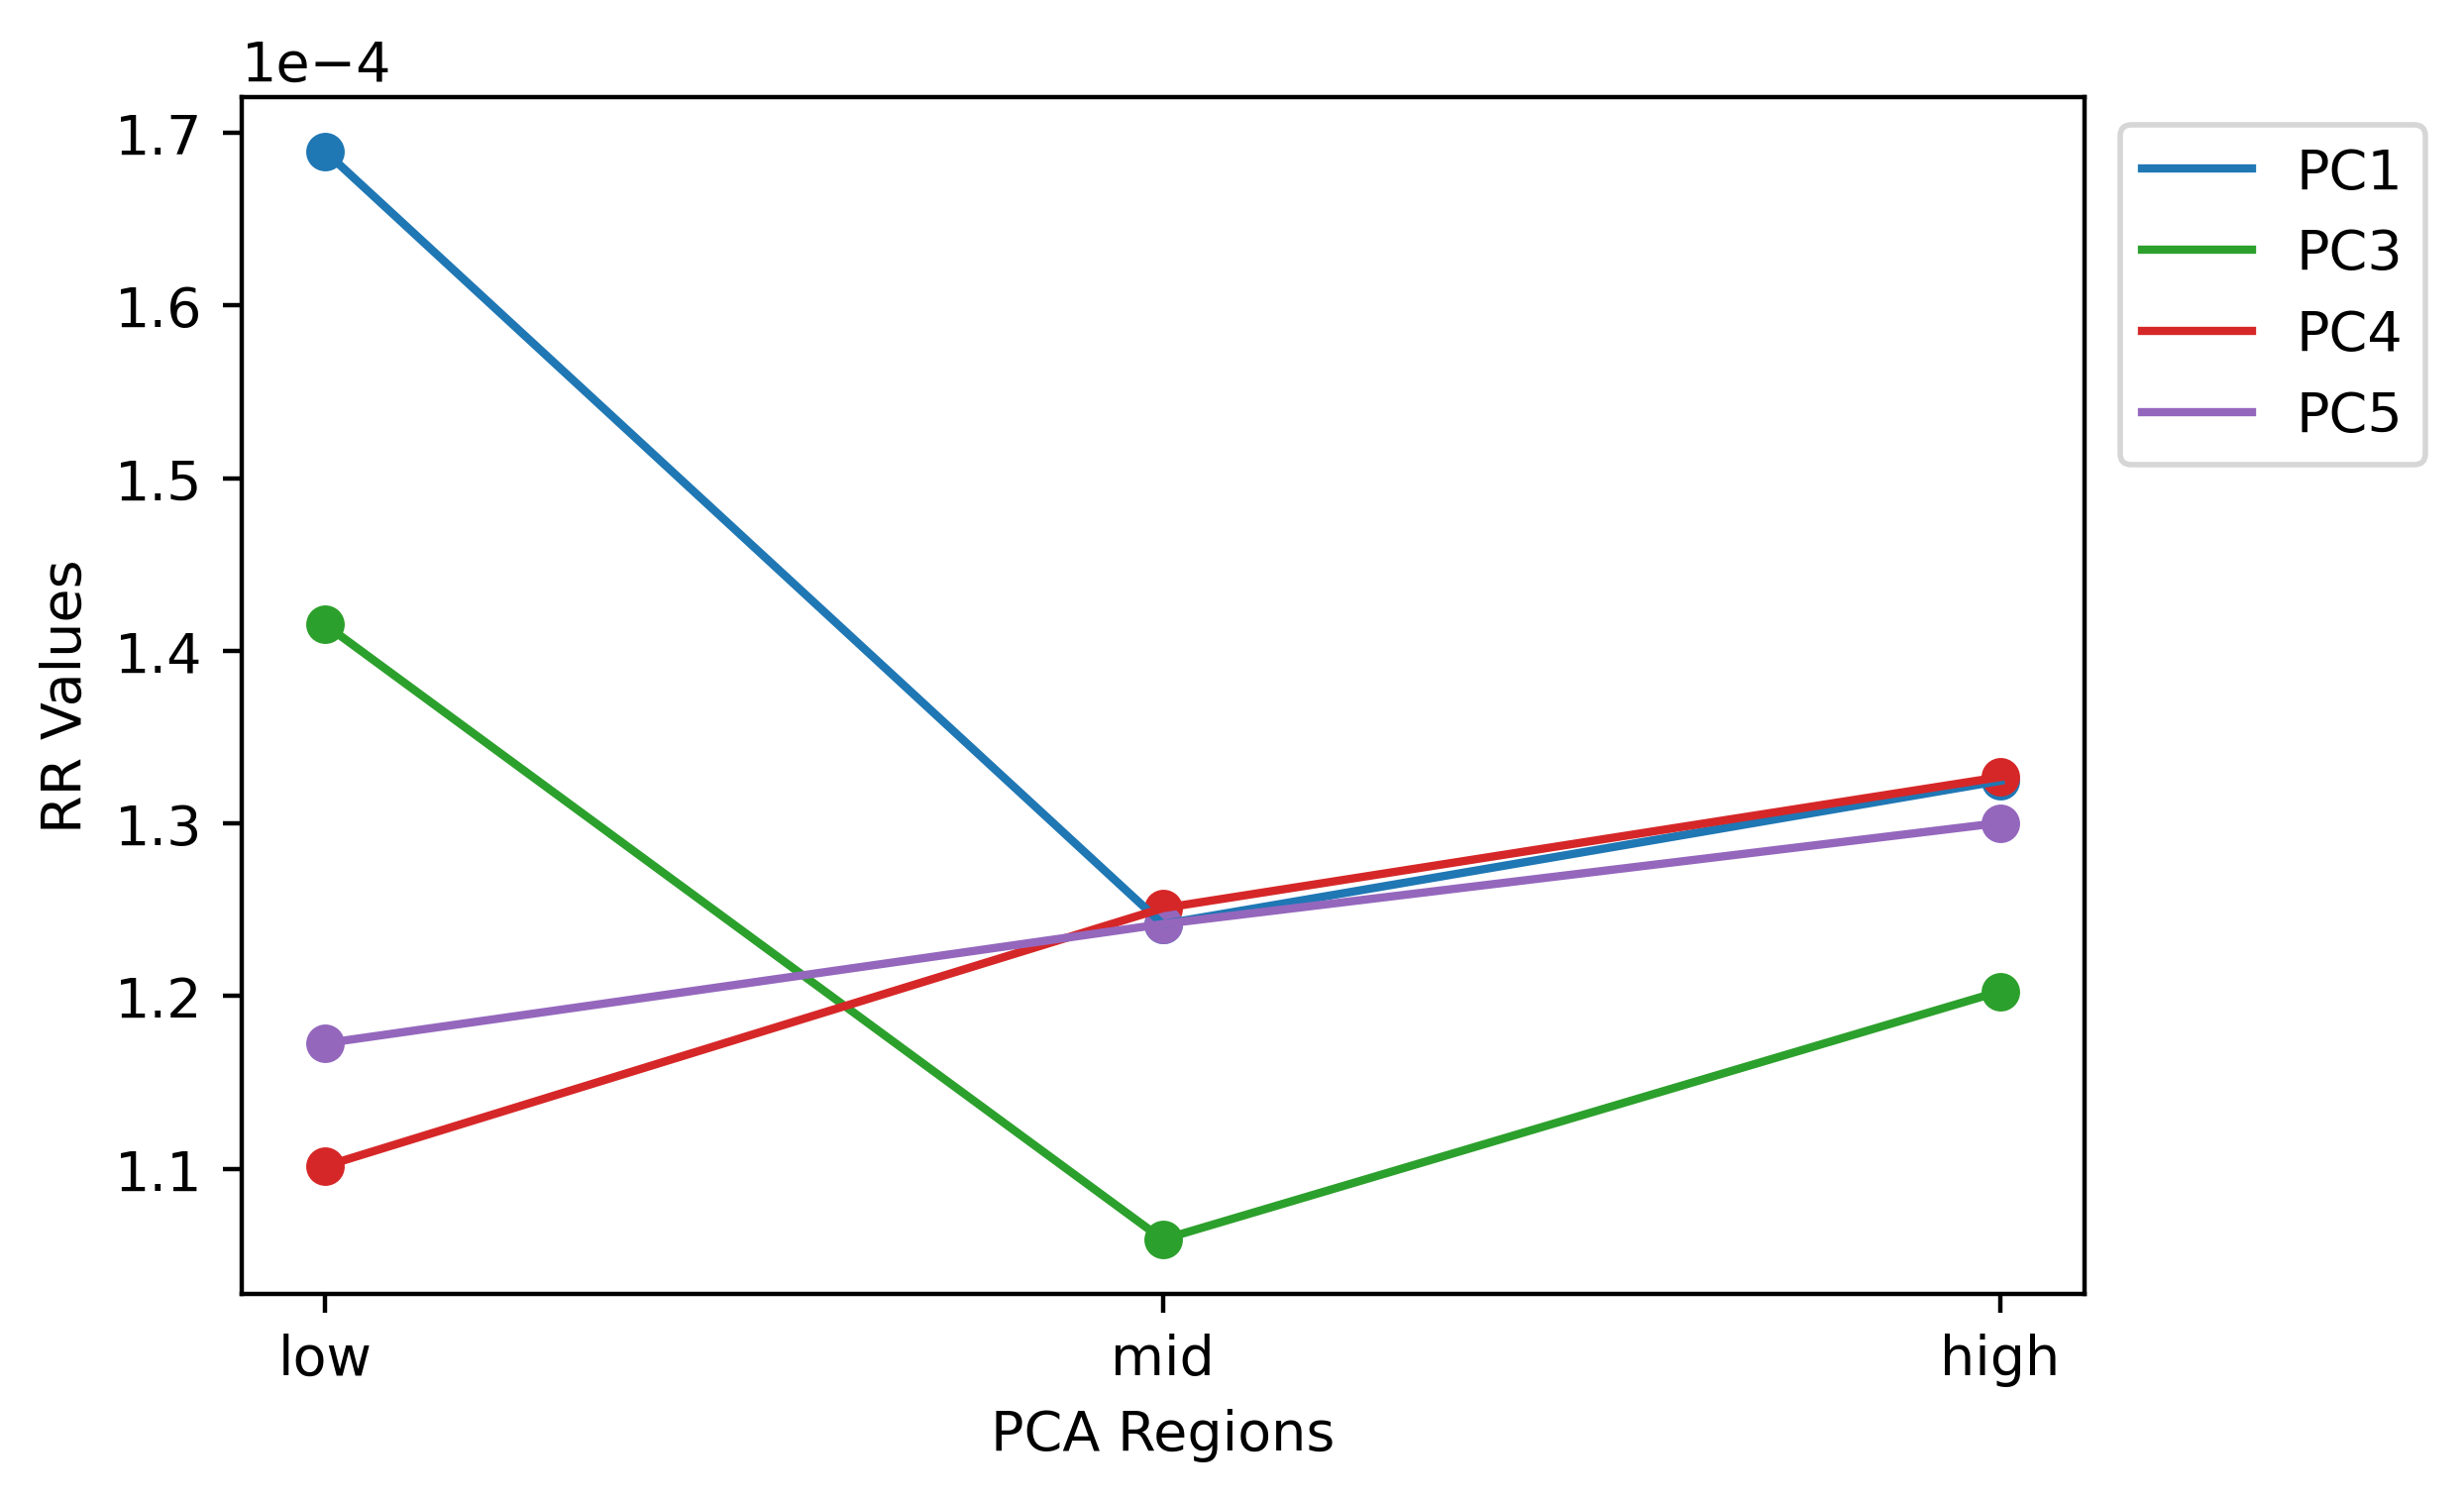 1e−4
1.7
1.6
1.5
1.4
1.3
1.2
1.1
RR Values
low
mid
high
PCA Regions
PC1
PC3
PC4
PC5